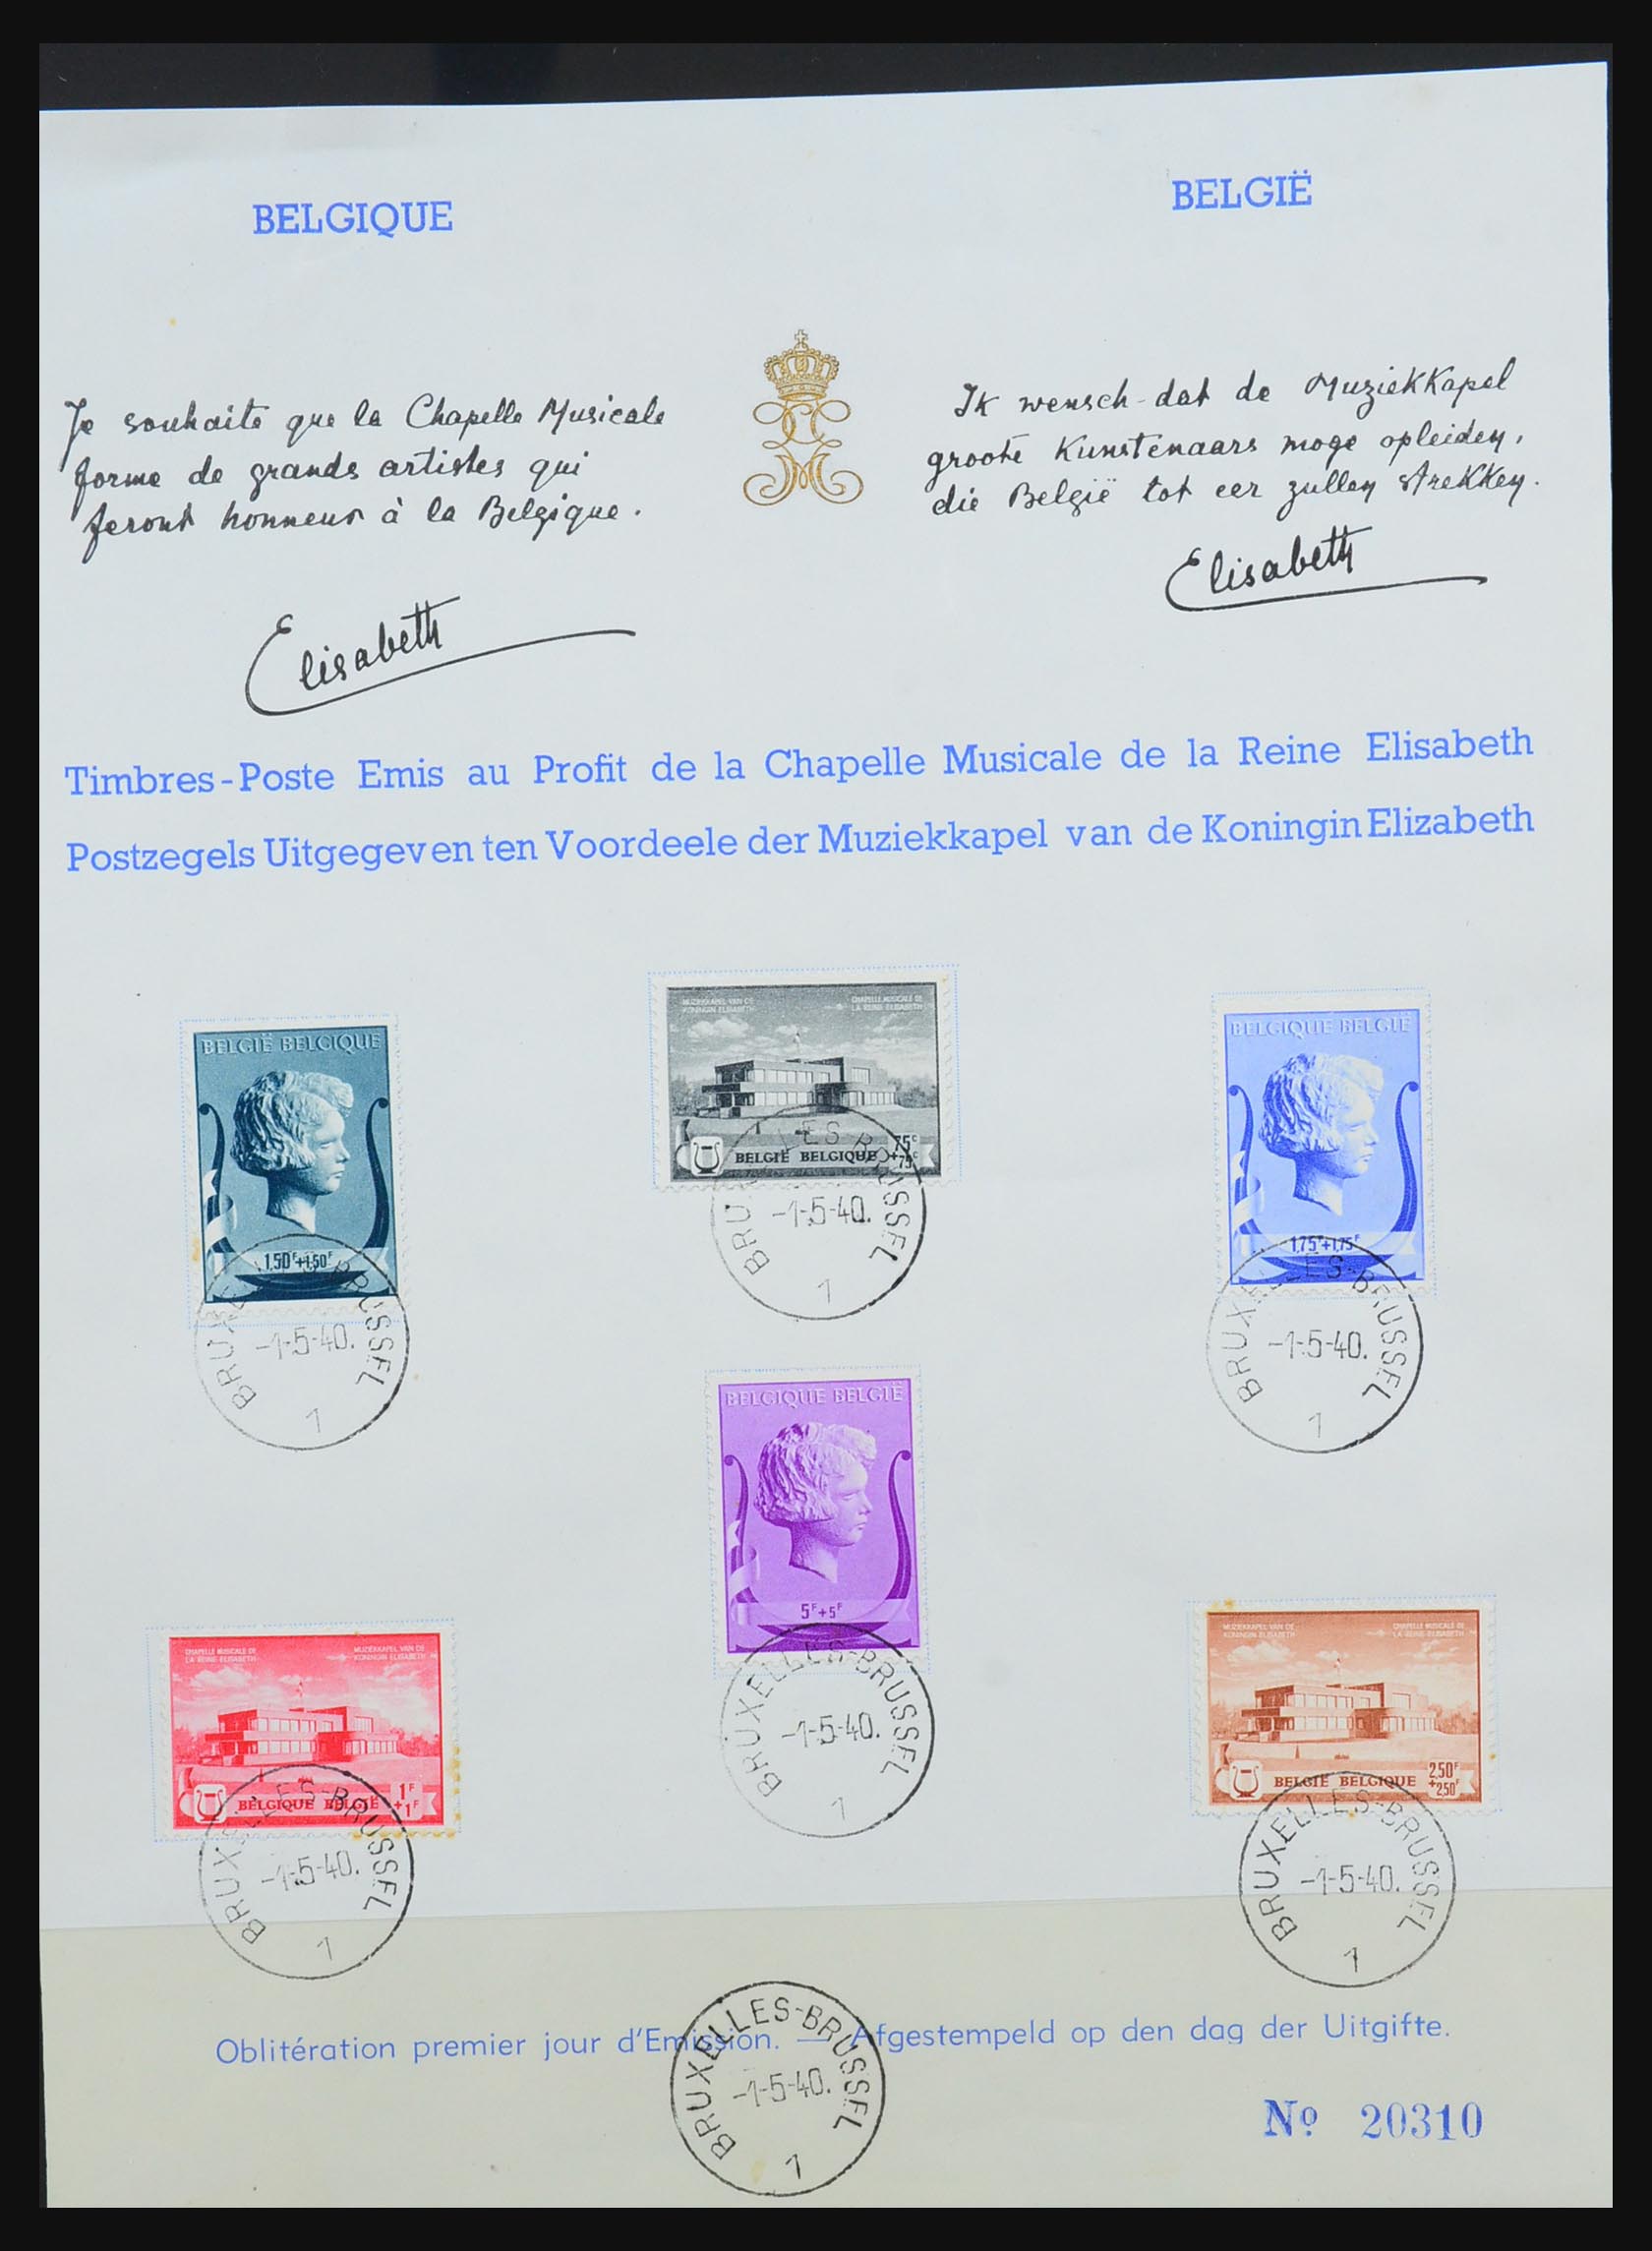 BELGIQUE
BELGIË
Je souhaite que la Chapelle Musicale
forme de grands artistes qui
feront honneur à la Belgique.
Elisabeth
Ik wensch dat de Muziekkapel
groote Kunstenaars moge opleiden,
die België tot eer zullen strekken.
Elisabeth
Timbres-Poste Emis au Profit de la Chapelle Musicale de la Reine Elisabeth
Postzegels Uitgegeven ten Voordeele der Muziekkapel van de Koningin Elizabeth
BELGIË BELGIQUE
1,50F+1,50F
BRUXELLES-BRUSSEL
-1-5-40.
1
MUZIEKKAPEL VAN DE
KONINGIN ELISABETH
CHAPELLE MUSICALE DE
LA REINE ELISABETH
BELGIË BELGIQUE
75C
+75C
BRUXELLES-BRUSSEL
-1-5-40.
1
BELGIQUE BELGIË
1,75F+1,75F
BRUXELLES-BRUSSEL
-1-5-40.
1
BELGIQUE BELGIË
5F+5F
BRUXELLES-BRUSSEL
-1-5-40.
1
CHAPELLE MUSICALE DE
LA REINE ELISABETH
MUZIEKKAPEL VAN DE
KONINGIN ELISABETH
BELGIQUE BELGIË
1F
+1F
BRUXELLES-BRUSSEL
-1-5-40.
1
MUZIEKKAPEL VAN DE
KONINGIN ELISABETH
CHAPELLE MUSICALE DE
LA REINE ELISABETH
BELGIË BELGIQUE
2,50F
+2,50F
BRUXELLES-BRUSSEL
-1-5-40.
1
Oblitération premier jour d'Emission. — Afgestempeld op den dag der Uitgifte.
BRUXELLES-BRUSSEL
-1-5-40.
1
Nº 20310